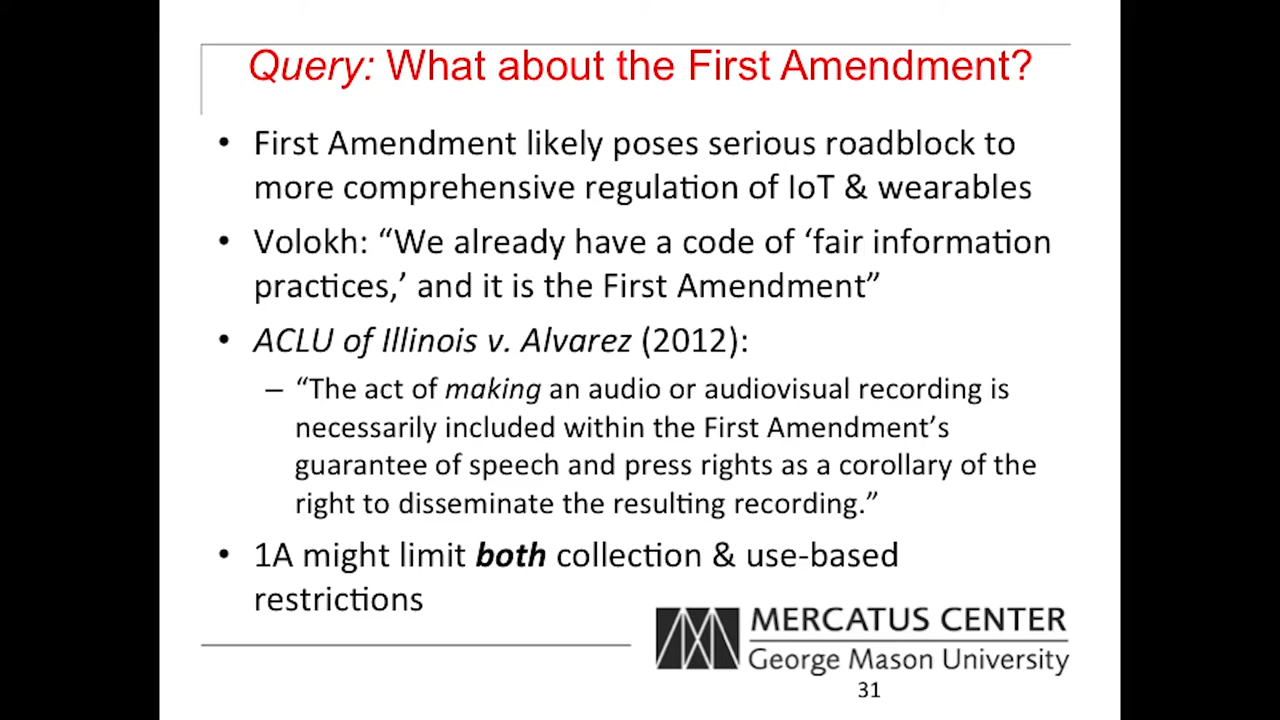 Query: What about the First Amendment?
• First Amendment likely poses serious roadblock to
more comprehensive regulation of IoT & wearables
• Volokh: “We already have a code of ‘fair information
practices,’ and it is the First Amendment”
• ACLU of Illinois v. Alvarez (2012):
– “The act of making an audio or audiovisual recording is
necessarily included within the First Amendment’s
guarantee of speech and press rights as a corollary of the
right to disseminate the resulting recording.”
• 1A might limit both collection & use-based
restrictions
MERCATUS CENTER
George Mason University
31